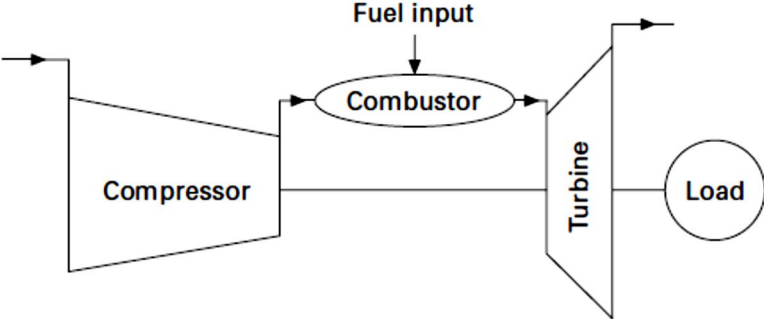 Fuel input
Combustor
Compressor
Turbine
Load